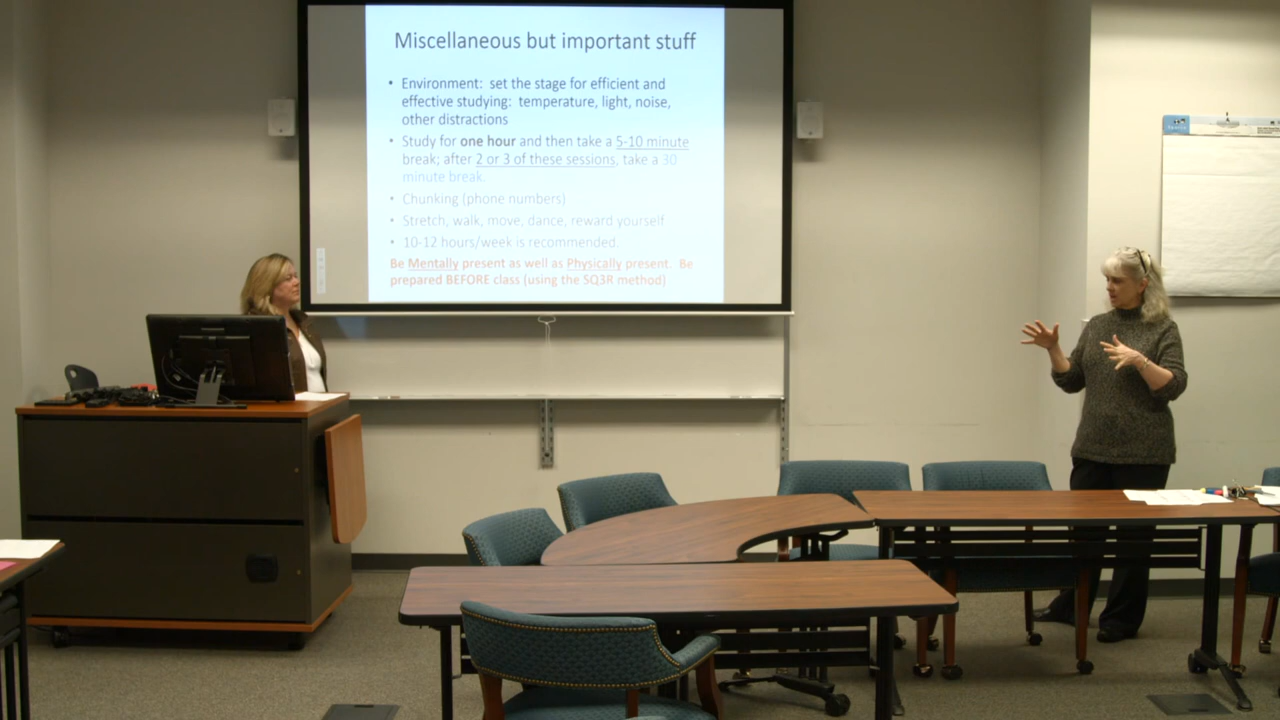 Miscellaneous but important stuff
• Environment: set the stage for efficient and
effective studying: temperature, light, noise,
other distractions
• Study for one hour and then take a 5-10 minute
break; after 2 or 3 of these sessions, take a 30
minute break.
• Chunking (phone numbers)
• Stretch, walk, move, dance, reward yourself
• 10-12 hours/week is recommended.
Be Mentally present as well as Physically present. Be
prepared BEFORE class (using the SQ3R method)